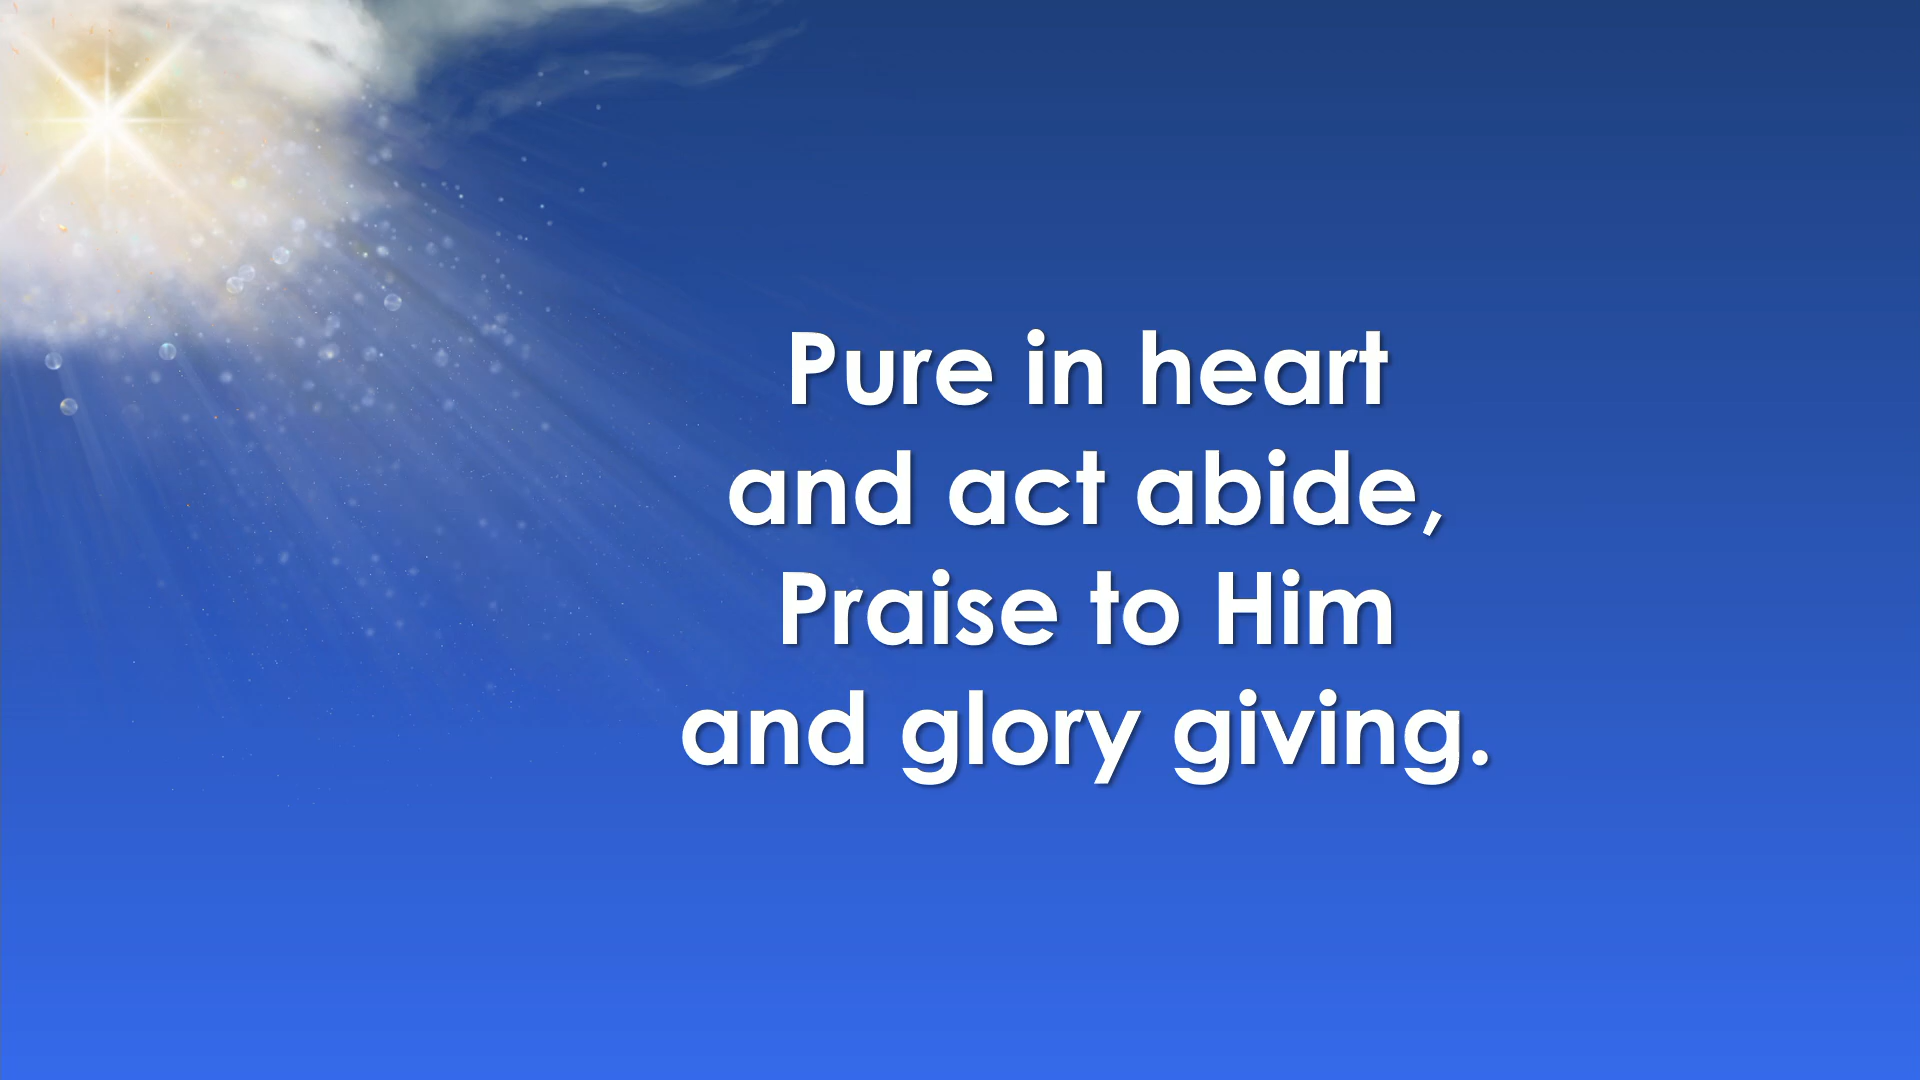 Pure in heart
and act abide,
Praise to Him
and glory giving.